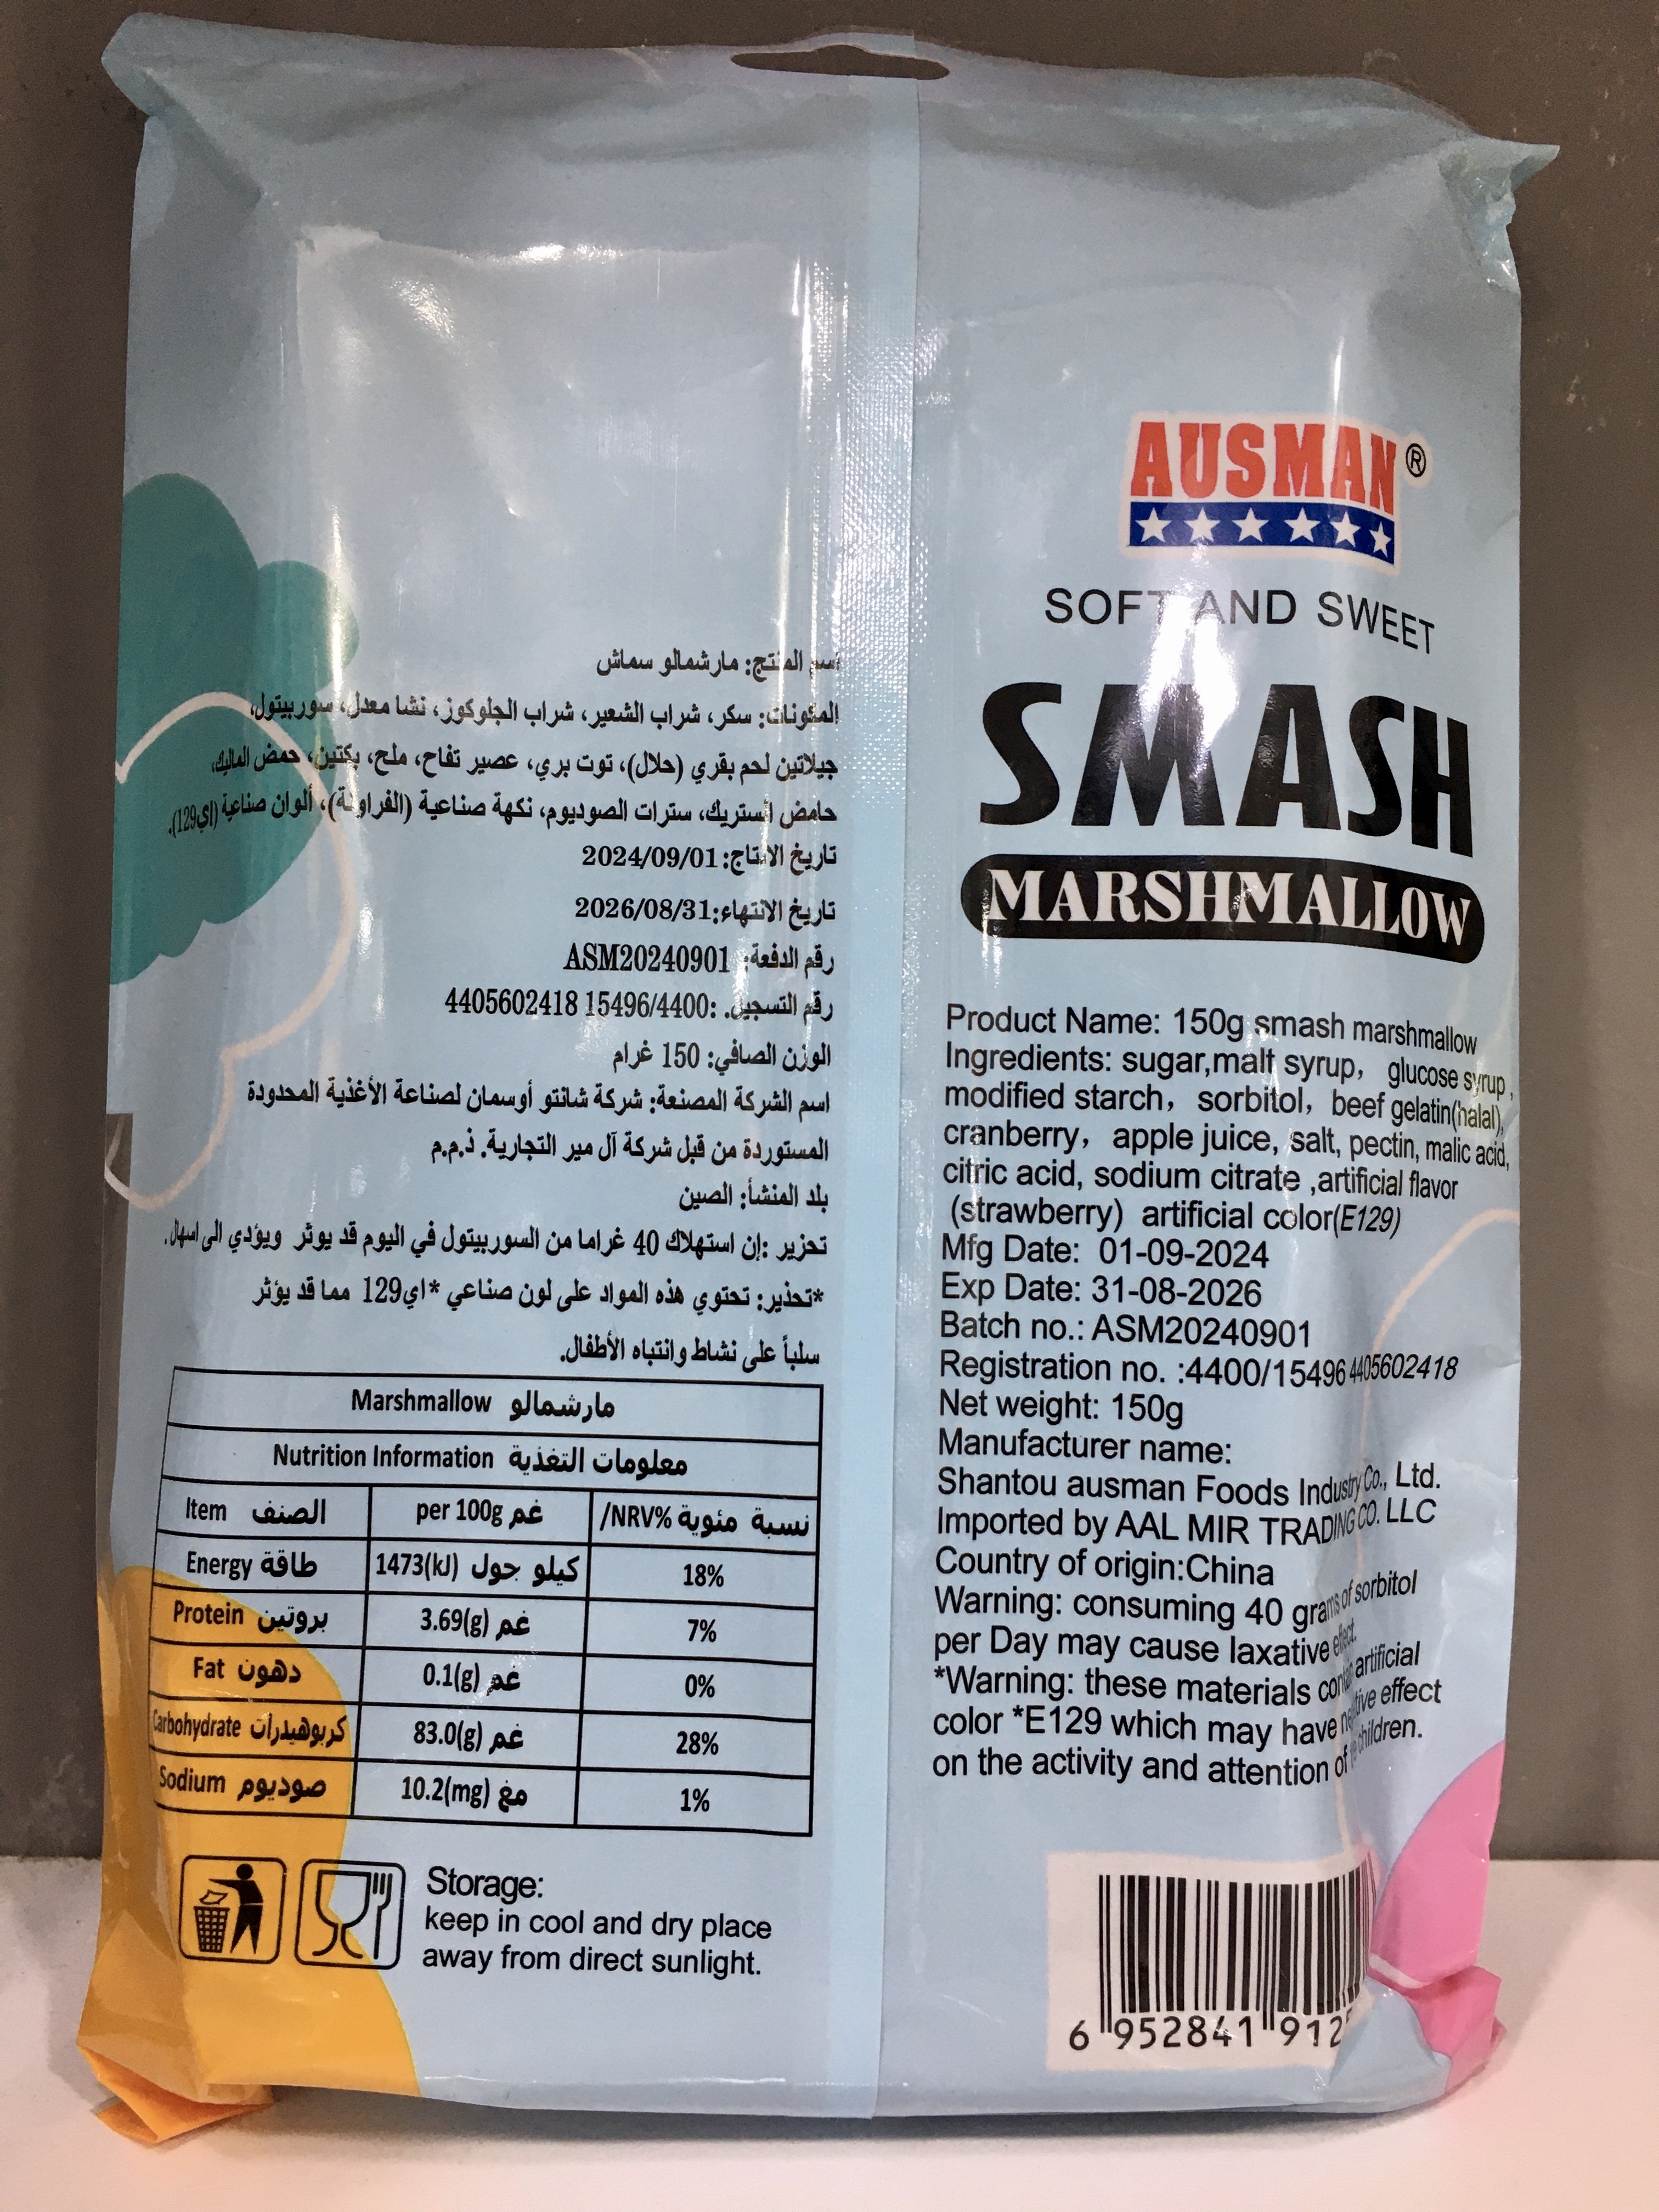 اسم المنتج: مارشمالو سماش
المكونات: سكر، شراب الشعير، شراب الجلوكوز، نشا معدل، سوربيتول،
جيلاتين لحم بقري (حلال)، توت بري، عصير تفاح، ملح، بكتين، حمض الماليك،
حامض الستريك، سترات الصوديوم، نكهة صناعية (الفراولة)، ألوان صناعية (اي129).
تاريخ الانتاج: 2024/09/01
تاريخ الانتهاء:2026/08/31
رقم الدفعة: ASM20240901
رقم التسجيل. :4405602418 15496/4400
الوزن الصافي: 150 غرام
اسم الشركة المصنعة: شركة شانتو أوسمان لصناعة الأغذية المحدودة
المستوردة من قبل شركة آل مير التجارية. ذ.م.م
بلد المنشأ: الصين
تحزير :إن استهلاك 40 غراما من السوربيتول في اليوم قد يوثر ويؤدي الى اسهال.
*تحذير: تحتوي هذه المواد على لون صناعي *اي129 مما قد يؤثر
سلباً على نشاط وانتباه الأطفال.
Marshmallow مارشمالو
Nutrition Information معلومات التغذية
Item الصنف per 100g غم /NRV% نسبة مئوية
Energy طاقة 1473(kJ) كيلو جول 18%
Protein بروتين 3.69(g) غم 7%
Fat دهون 0.1(g) غم 0%
Carbohydrate كربوهيدرات 83.0(g) غم 28%
Sodium صوديوم 10.2(mg) مغ 1%
Storage:
keep in cool and dry place
away from direct sunlight.
AUSMAN®
SOFT AND SWEET
SMASH
MARSHMALLOW
Product Name: 150g smash marshmallow
Ingredients: sugar,malt syrup, glucose syrup,
modified starch, sorbitol, beef gelatin(halal),
cranberry, apple juice, salt, pectin, malic acid,
citric acid, sodium citrate ,artificial flavor
(strawberry) artificial color(E129)
Mfg Date: 01-09-2024
Exp Date: 31-08-2026
Batch no.: ASM20240901
Registration no. :4400/15496 4405602418
Net weight: 150g
Manufacturer name:
Shantou ausman Foods Industry Co., Ltd.
Imported by AAL MIR TRADING CO. LLC
Country of origin:China
Warning: consuming 40 grams of sorbitol
per Day may cause laxative effect.
*Warning: these materials contain artificial
color *E129 which may have negative effect
on the activity and attention of children.
6 952841 912